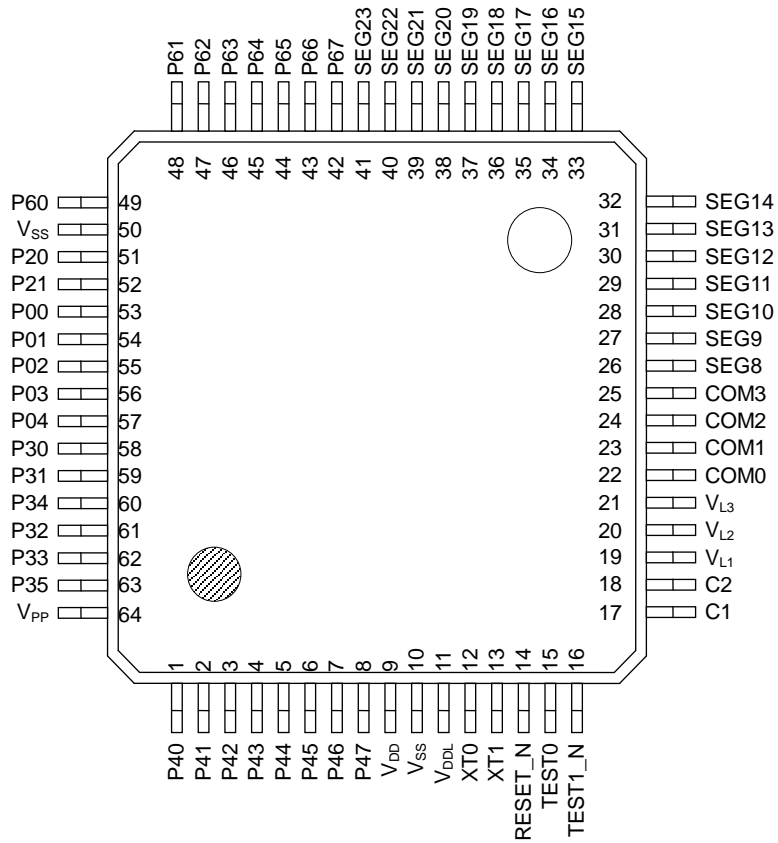 P61 P62 P63 P64 P65 P66 P67 SEG23 SEG22 SEG21 SEG20 SEG19 SEG18 SEG17 SEG16 SEG15
48 47 46 45 44 43 42 41 40 39 38 37 36 35 34 33
P60 49
VSS 50
P20 51
P21 52
P00 53
P01 54
P02 55
P03 56
P04 57
P30 58
P31 59
P34 60
P32 61
P33 62
P35 63
VPP 64
32 SEG14
31 SEG13
30 SEG12
29 SEG11
28 SEG10
27 SEG9
26 SEG8
25 COM3
24 COM2
23 COM1
22 COM0
21 VL3
20 VL2
19 VL1
18 C2
17 C1
1 2 3 4 5 6 7 8 9 10 11 12 13 14 15 16
P40 P41 P42 P43 P44 P45 P46 P47 VDD VSS VDDL XT0 XT1 RESET_N TEST0 TEST1_N